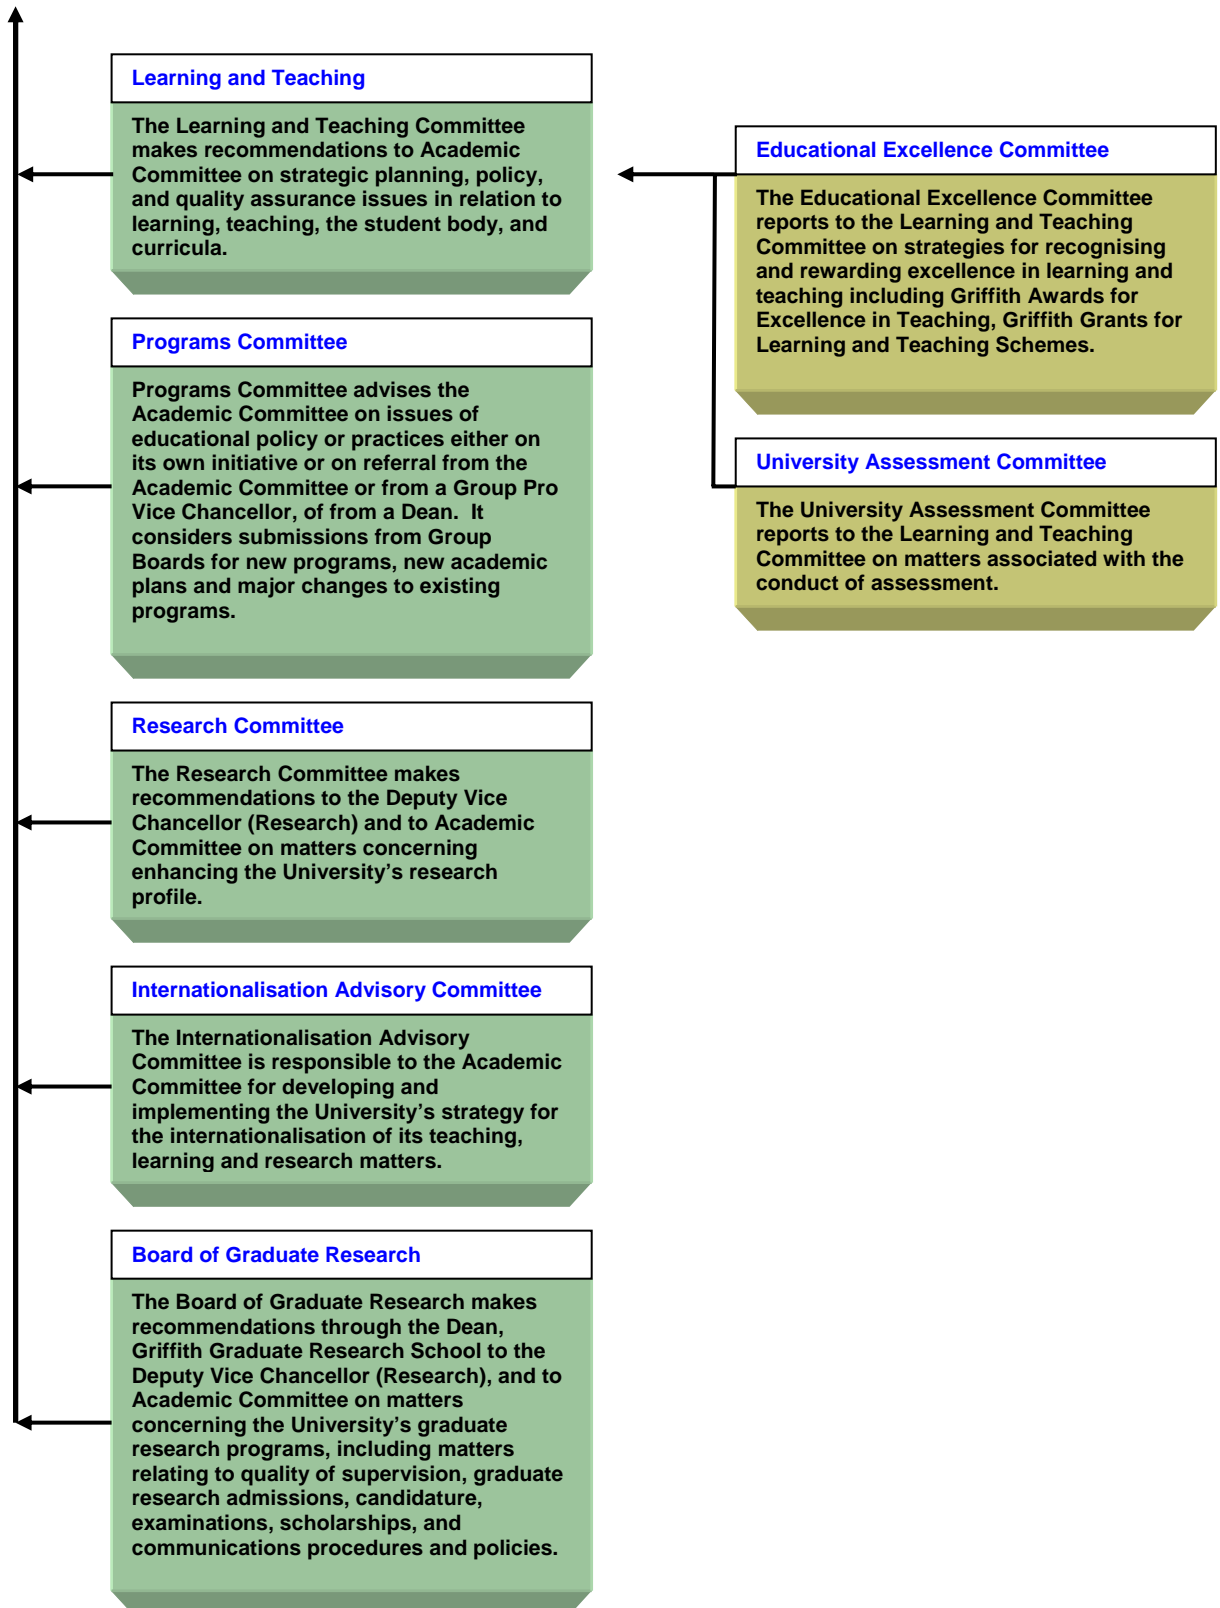 Learning and Teaching
The Learning and Teaching Committee
makes recommendations to Academic
Committee on strategic planning, policy,
and quality assurance issues in relation to
learning, teaching, the student body, and
curricula.
Programs Committee
Programs Committee advises the
Academic Committee on issues of
educational policy or practices either on
its own initiative or on referral from the
Academic Committee or from a Group Pro
Vice Chancellor, of from a Dean.  It
considers submissions from Group
Boards for new programs, new academic
plans and major changes to existing
programs.
Research Committee
The Research Committee makes
recommendations to the Deputy Vice
Chancellor (Research) and to Academic
Committee on matters concerning
enhancing the University’s research
profile.
Internationalisation Advisory Committee
The Internationalisation Advisory
Committee is responsible to the Academic
Committee for developing and
implementing the University’s strategy for
the internationalisation of its teaching,
learning and research matters.
Board of Graduate Research
The Board of Graduate Research makes
recommendations through the Dean,
Griffith Graduate Research School to the
Deputy Vice Chancellor (Research), and to
Academic Committee on matters
concerning the University’s graduate
research programs, including matters
relating to quality of supervision, graduate
research admissions, candidature,
examinations, scholarships, and
communications procedures and policies.
Educational Excellence Committee
The Educational Excellence Committee
reports to the Learning and Teaching
Committee on strategies for recognising
and rewarding excellence in learning and
teaching including Griffith Awards for
Excellence in Teaching, Griffith Grants for
Learning and Teaching Schemes.
University Assessment Committee
The University Assessment Committee
reports to the Learning and Teaching
Committee on matters associated with the
conduct of assessment.